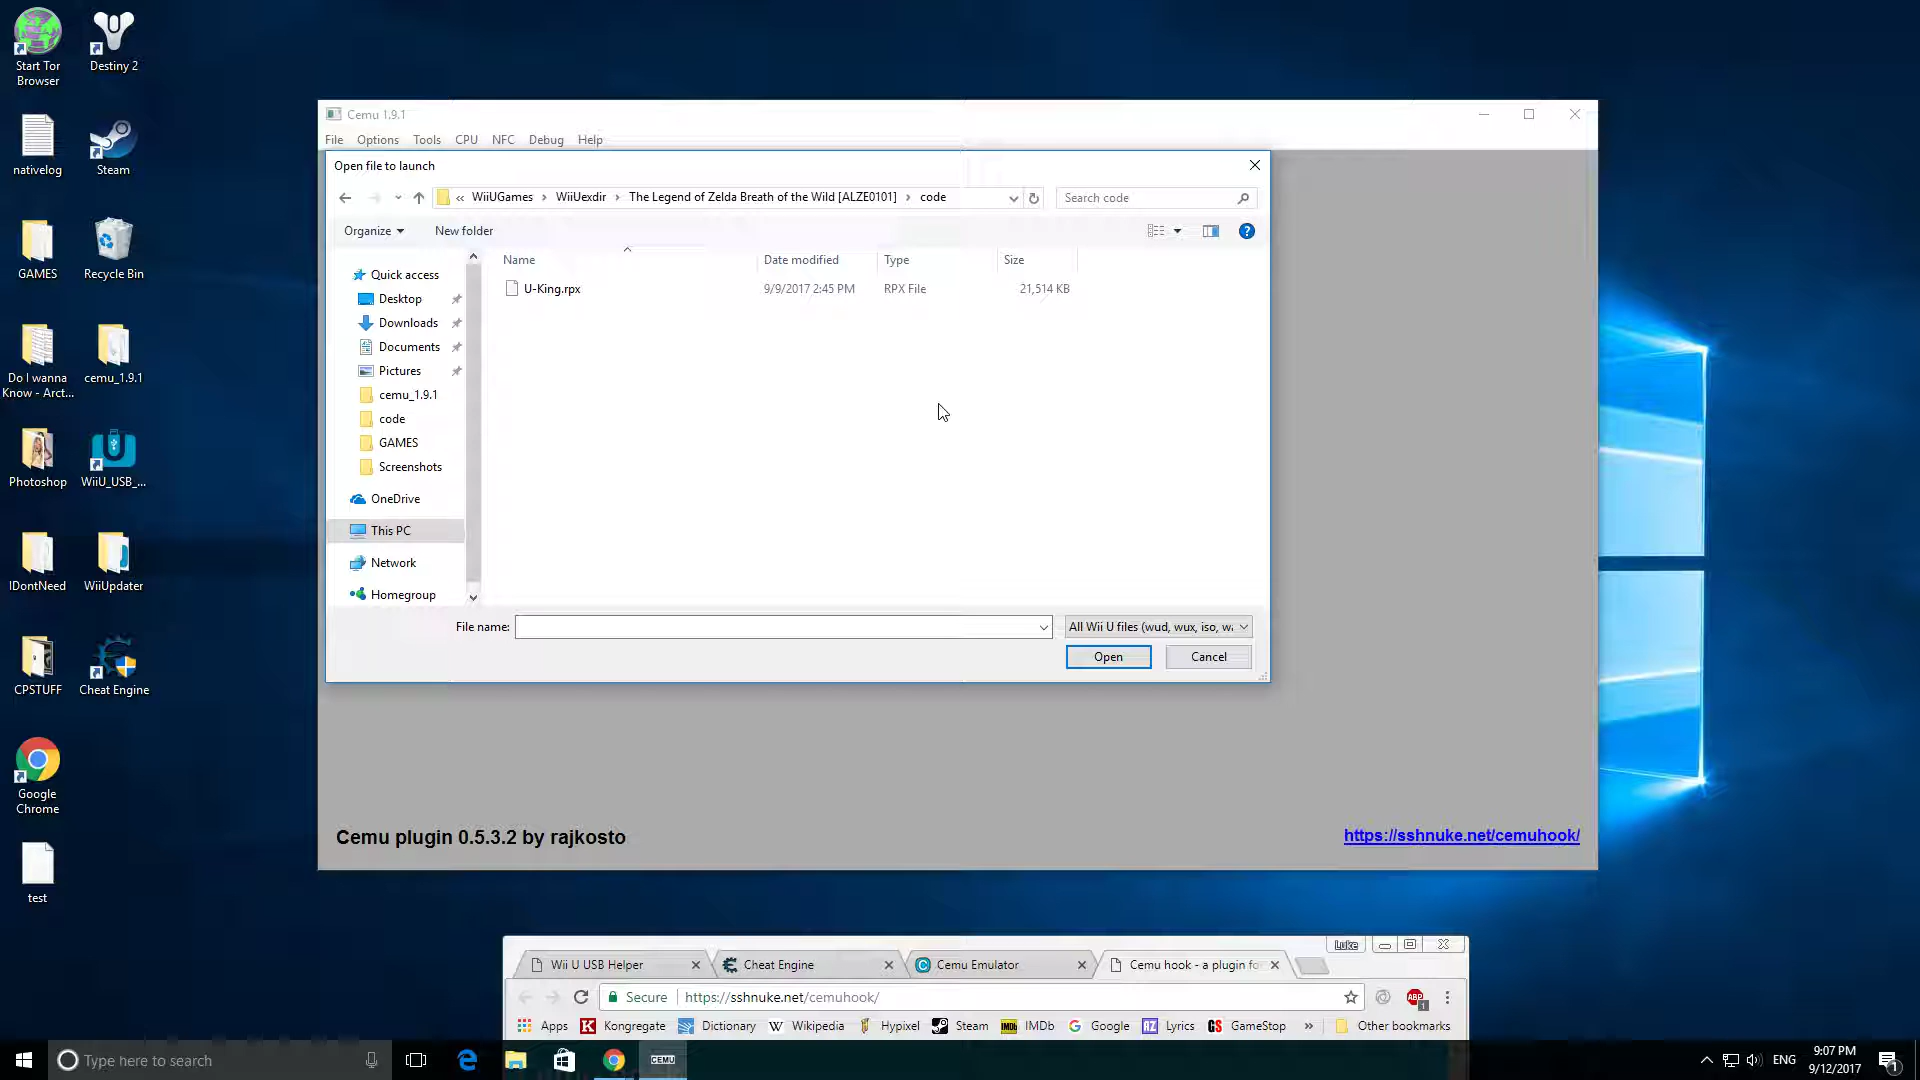 Start Tor
Browser
Destiny 2
nativelog
Steam
GAMES
Recycle Bin
Do I wanna
Know - Arct...
cemu_1.9.1
Photoshop
WiiU_USB_...
IDontNeed
WiiUpdater
CPSTUFF
Cheat Engine
Google
Chrome
test
Cemu 1.9.1
File Options Tools CPU NFC Debug Help
Open file to launch
« WiiUGames › WiiUexdir › The Legend of Zelda Breath of the Wild [ALZE0101] › code
Search code
Organize New folder
Name Date modified Type Size
U-King.rpx 9/9/2017 2:45 PM RPX File 21,514 KB
Quick access
Desktop
Downloads
Documents
Pictures
cemu_1.9.1
code
GAMES
Screenshots
OneDrive
This PC
Network
Homegroup
File name:
All Wii U files (wud, wux, iso, wa
Open Cancel
Cemu plugin 0.5.3.2 by rajkosto
https://sshnuke.net/cemuhook/
Luke
Wii U USB Helper
Cheat Engine
Cemu Emulator
Cemu hook - a plugin fo
Secure https://sshnuke.net/cemuhook/
ABP
1
Apps Kongregate Dictionary Wikipedia Hypixel Steam IMDb Google Lyrics GameStop » Other bookmarks
Type here to search
CEMU
ENG
9:07 PM
9/12/2017
1